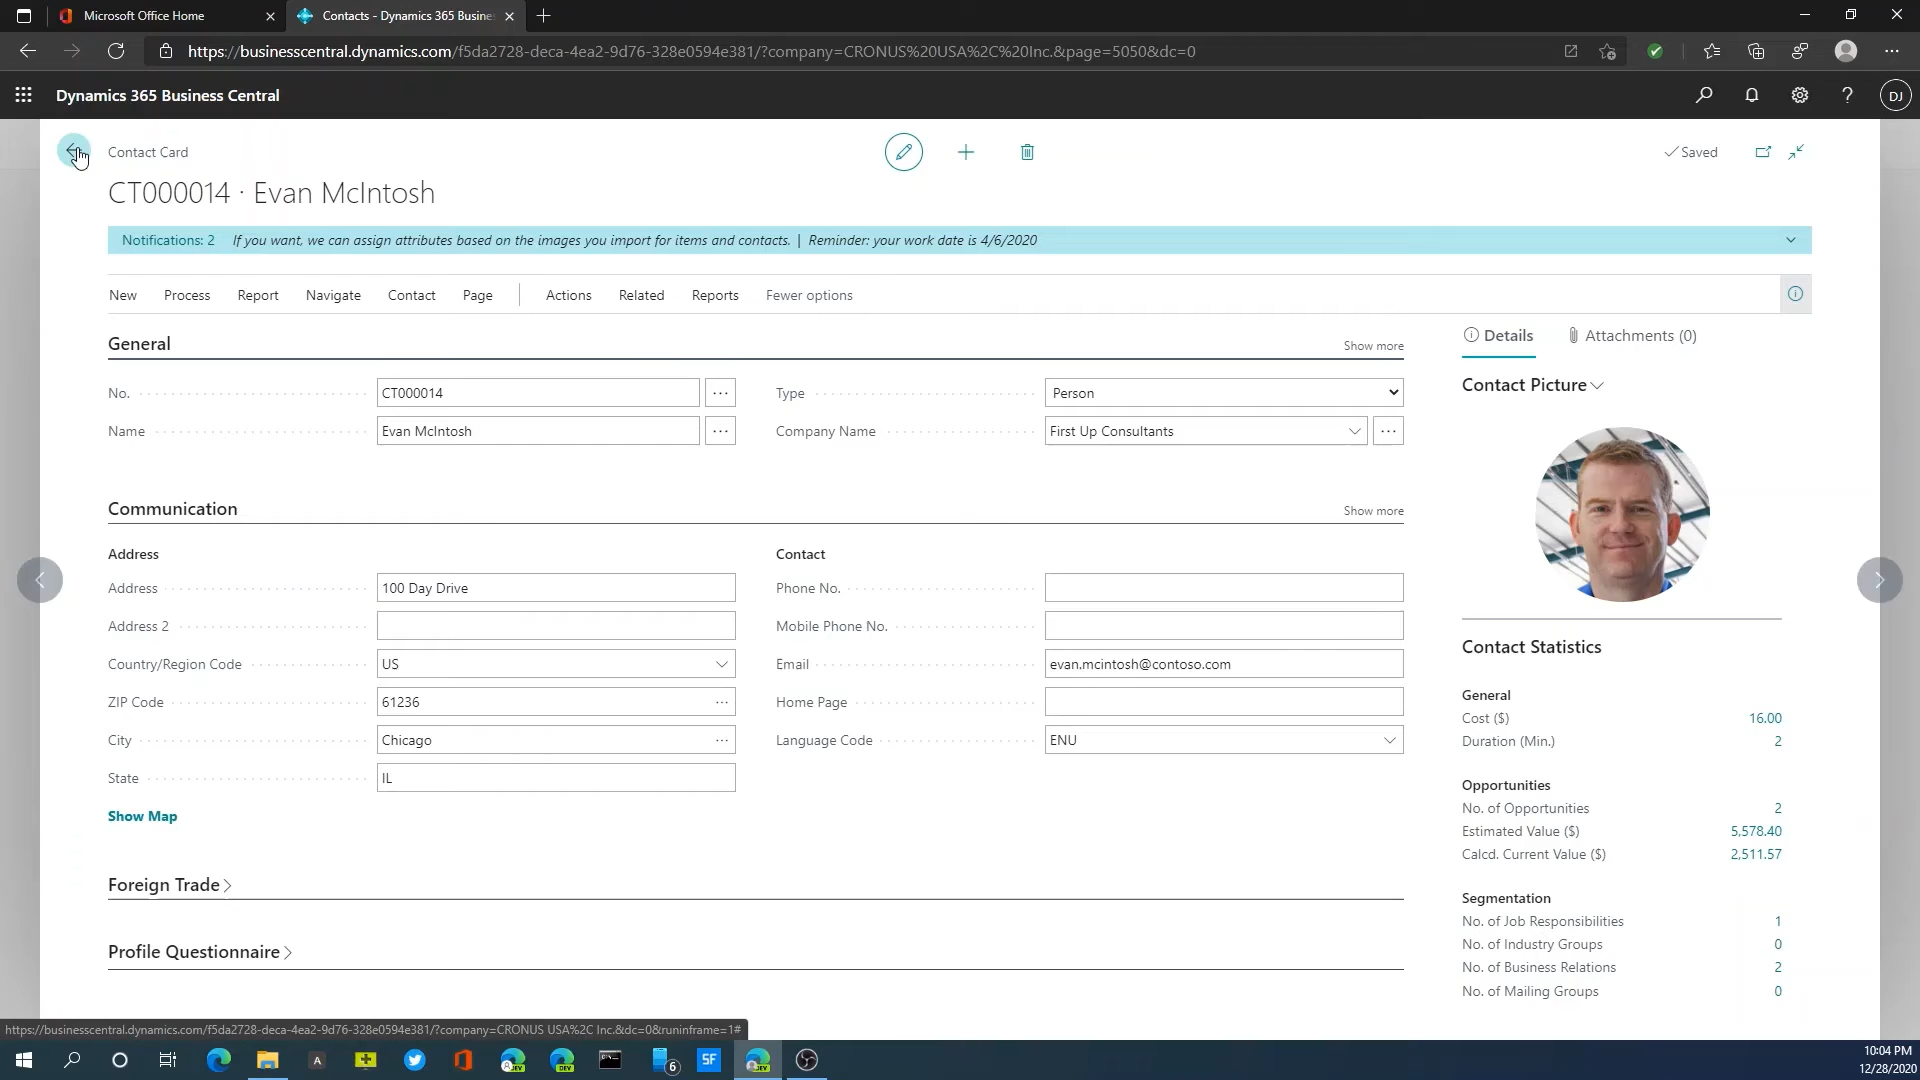 Microsoft Office Home
Contacts - Dynamics 365 Busine
https://businesscentral.dynamics.com/f5da2728-deca-4ea2-9d76-328e0594e381/?company=CRONUS%20USA%2C%20Inc.&page=5050&dc=0
Dynamics 365 Business Central
DJ
Contact Card
Saved
CT000014 · Evan McIntosh
Notifications: 2 If you want, we can assign attributes based on the images you import for items and contacts. | Reminder: your work date is 4/6/2020
New Process Report Navigate Contact Page | Actions Related Reports Fewer options
General
Show more
No. CT000014
Type Person
Name Evan McIntosh
Company Name First Up Consultants
Communication
Show more
Address
Address 100 Day Drive
Address 2
Country/Region Code US
ZIP Code 61236
City Chicago
State IL
Show Map
Contact
Phone No.
Mobile Phone No.
Email evan.mcintosh@contoso.com
Home Page
Language Code ENU
Foreign Trade
Profile Questionnaire
Details Attachments (0)
Contact Picture
Contact Statistics
General
Cost ($) 16.00
Duration (Min.) 2
Opportunities
No. of Opportunities 2
Estimated Value ($) 5,578.40
Calcd. Current Value ($) 2,511.57
Segmentation
No. of Job Responsibilities 1
No. of Industry Groups 0
No. of Business Relations 2
No. of Mailing Groups 0
https://businesscentral.dynamics.com/f5da2728-deca-4ea2-9d76-328e0594e381/?company=CRONUS USA%2C Inc.&dc=0&runinframe=1#
A
DEV
DEV
6
SF
DEV
10:04 PM
12/28/2020